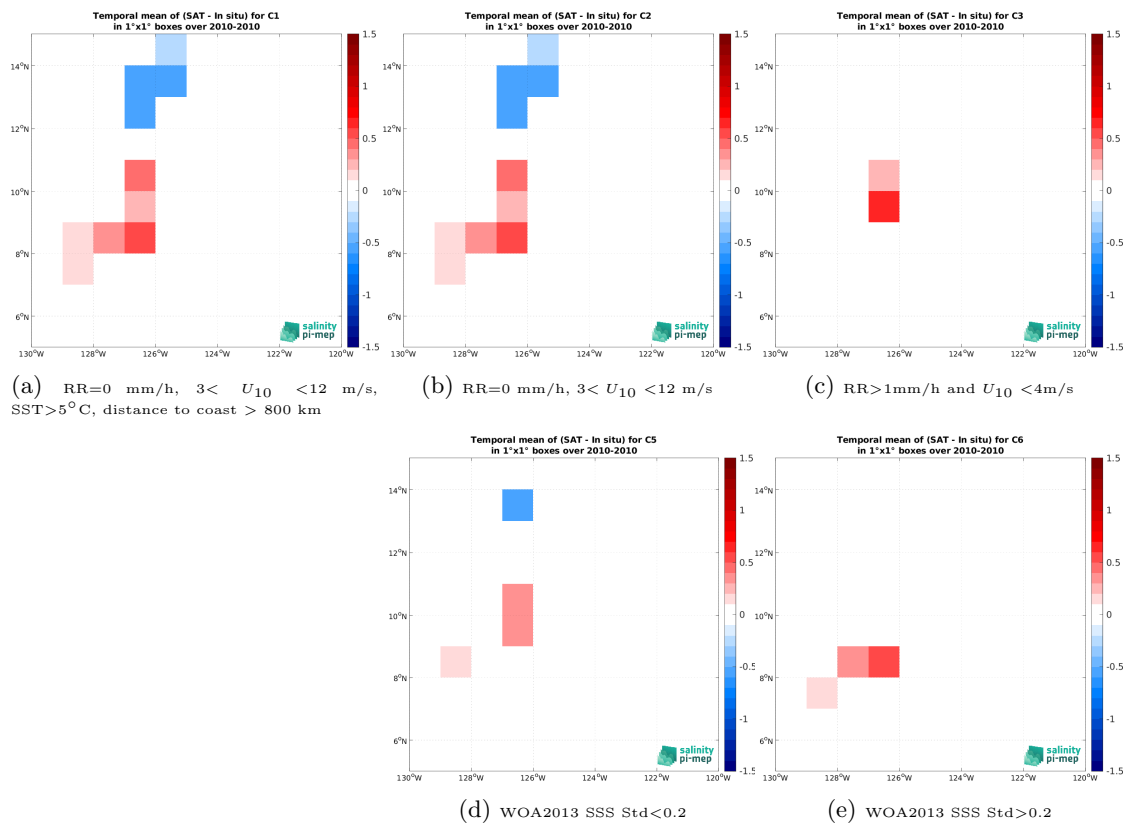 Temporal mean of (SAT - In situ) for C1
in 1°x1° boxes over 2010-2010
14°N
12°N
10°N
8°N
6°N
130°W
128°W
126°W
124°W
122°W
120°W
1.5
1
0.5
0
-0.5
-1
-1.5
salinity
pi-mep
(a) RR=0 mm/h, 3< U10 <12 m/s,
SST>5°C, distance to coast > 800 km
Temporal mean of (SAT - In situ) for C2
in 1°x1° boxes over 2010-2010
14°N
12°N
10°N
8°N
6°N
130°W
128°W
126°W
124°W
122°W
120°W
1.5
1
0.5
0
-0.5
-1
-1.5
salinity
pi-mep
(b) RR=0 mm/h, 3< U10 <12 m/s
Temporal mean of (SAT - In situ) for C3
in 1°x1° boxes over 2010-2010
14°N
12°N
10°N
8°N
6°N
130°W
128°W
126°W
124°W
122°W
120°W
1.5
1
0.5
0
-0.5
-1
-1.5
salinity
pi-mep
(c) RR>1mm/h and U10 <4m/s
Temporal mean of (SAT - In situ) for C5
in 1°x1° boxes over 2010-2010
14°N
12°N
10°N
8°N
6°N
130°W
128°W
126°W
124°W
122°W
120°W
1.5
1
0.5
0
-0.5
-1
-1.5
salinity
pi-mep
(d) WOA2013 SSS Std<0.2
Temporal mean of (SAT - In situ) for C6
in 1°x1° boxes over 2010-2010
14°N
12°N
10°N
8°N
6°N
130°W
128°W
126°W
124°W
122°W
120°W
1.5
1
0.5
0
-0.5
-1
-1.5
salinity
pi-mep
(e) WOA2013 SSS Std>0.2